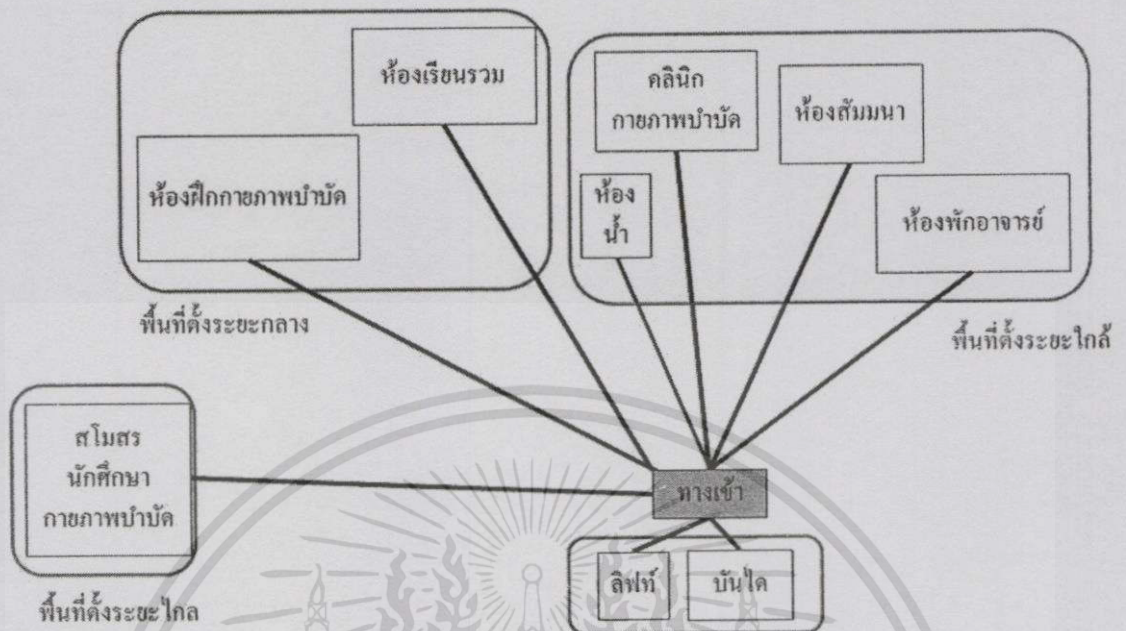 ห้องเรียนรวม
ห้องฝึกกายภาพบำบัด
พื้นที่ตั้งระยะกลาง
คลินิก
กายภาพบำบัด
ห้องสัมมนา
ห้อง
น้ำ
ห้องพักอาจารย์
พื้นที่ตั้งระยะใกล้
สโมสร
นักศึกษา
กายภาพบำบัด
พื้นที่ตั้งระยะไกล
ทางเข้า
ลิฟท์
บันได